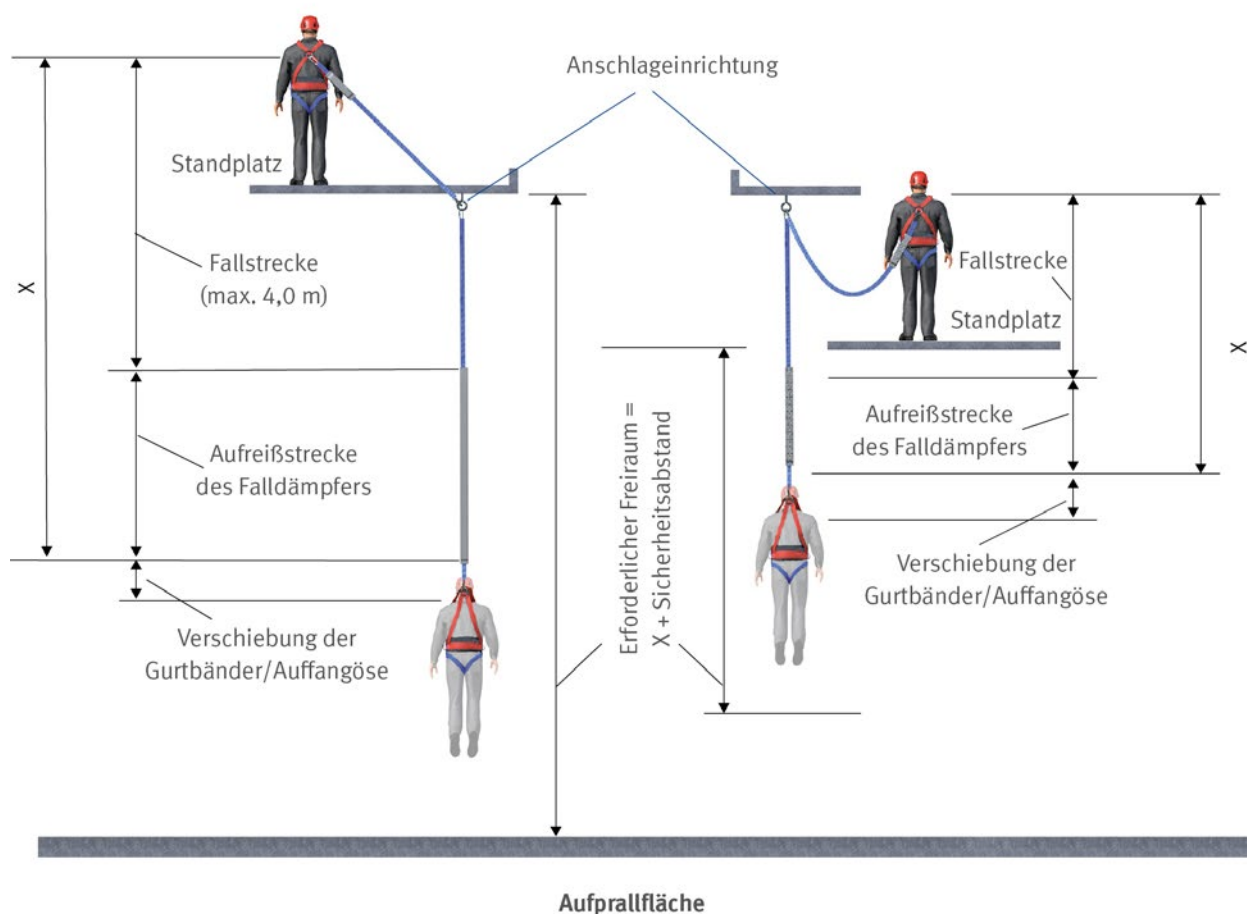 Anschlageinrichtung
Standplatz
Fallstrecke
(max. 4,0 m)
X
Aufreißstrecke
des Falldämpfers
Verschiebung der
Gurtbänder/Auffangöse
Erforderlicher Freiraum =
X + Sicherheitsabstand
Fallstrecke
Standplatz
X
Aufreißstrecke
des Falldämpfers
Verschiebung der
Gurtbänder/Auffangöse
Aufprallfläche